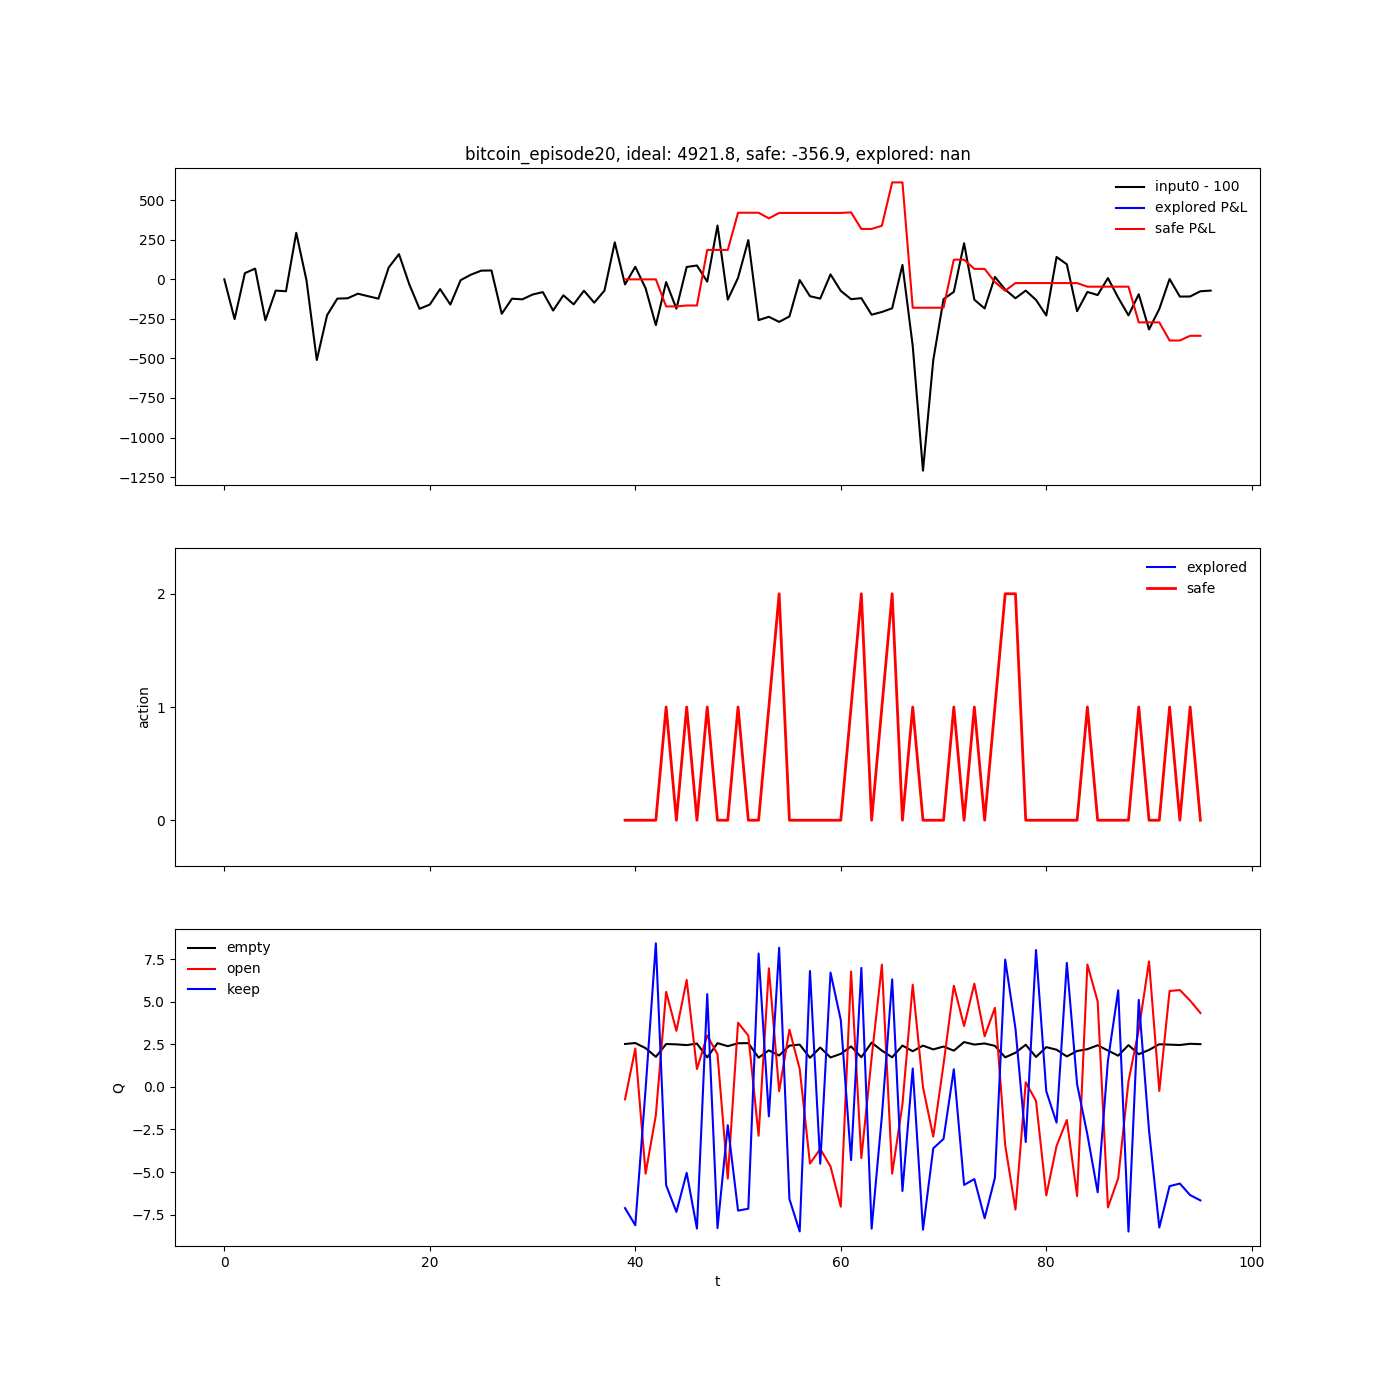 bitcoin_episode20, ideal: 4921.8, safe: -356.9, explored: nan
input0 - 100
explored P&L
safe P&L
500
250
0
−250
−500
−750
−1000
−1250
explored
safe
action
2
1
0
empty
open
keep
Q
7.5
5.0
2.5
0.0
−2.5
−5.0
−7.5
0 20 40 60 80 100
t